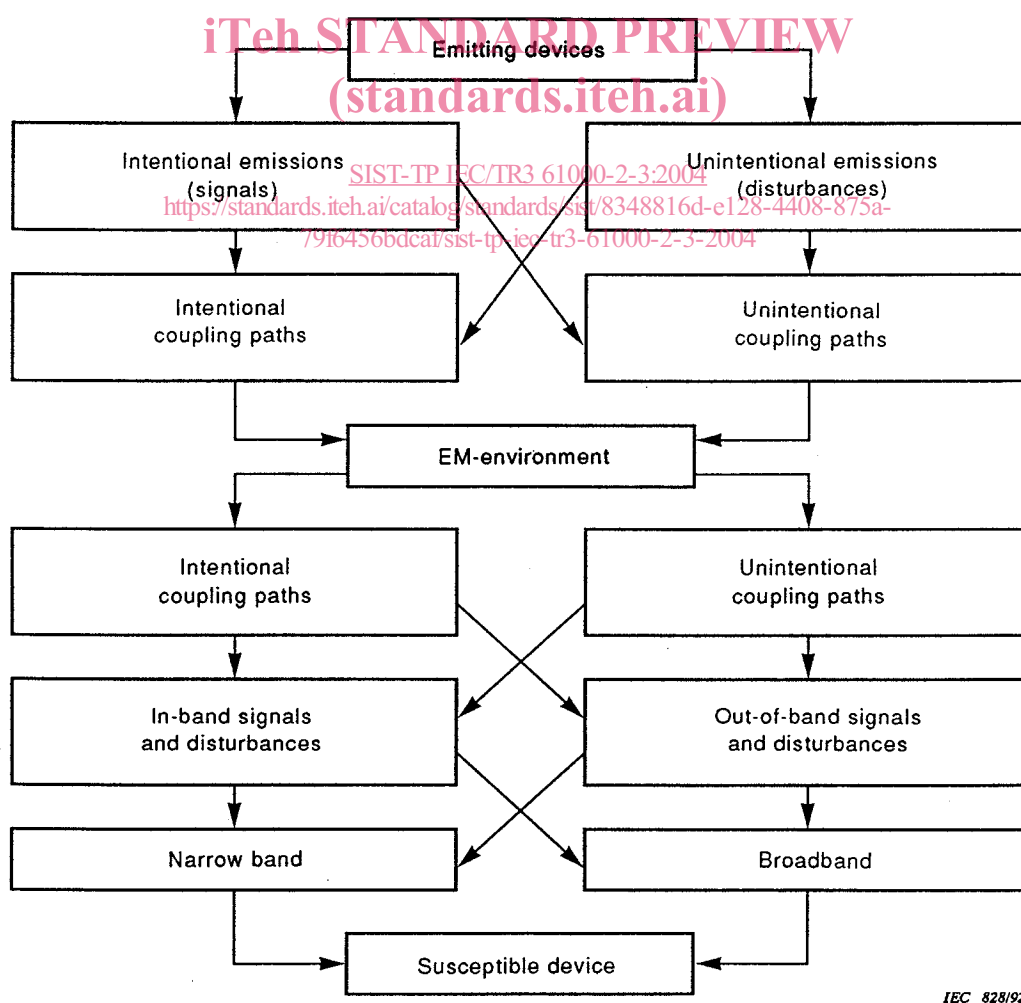 iTeh STANDARD PREVIEW
Emitting devices
(standards.iteh.ai)
Intentional emissions
(signals)
Unintentional emissions
(disturbances)
SIST-TP IEC/TR3 61000-2-3:2004
https://standards.iteh.ai/catalog/standards/sist/8348816d-e128-4408-875a-
79f6456bdcaf/sist-tp-iec-tr3-61000-2-3-2004
Intentional
coupling paths
Unintentional
coupling paths
EM-environment
Intentional
coupling paths
Unintentional
coupling paths
In-band signals
and disturbances
Out-of-band signals
and disturbances
Narrow band
Broadband
Susceptible device
IEC 828/92